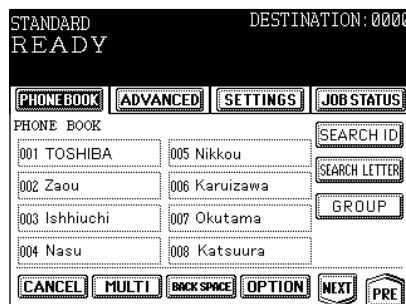 STANDARD DESTINATION:0000
READY
PHONE BOOK ADVANCED SETTINGS JOB STATUS
PHONE BOOK
SEARCH ID
001 TOSHIBA 005 Nikkou
SEARCH LETTER
002 Zaou 006 Karuizawa
GROUP
003 Ishhiuchi 007 Okutama
004 Nasu 008 Katsuura
CANCEL MULTI BACK SPACE OPTION NEXT PRE